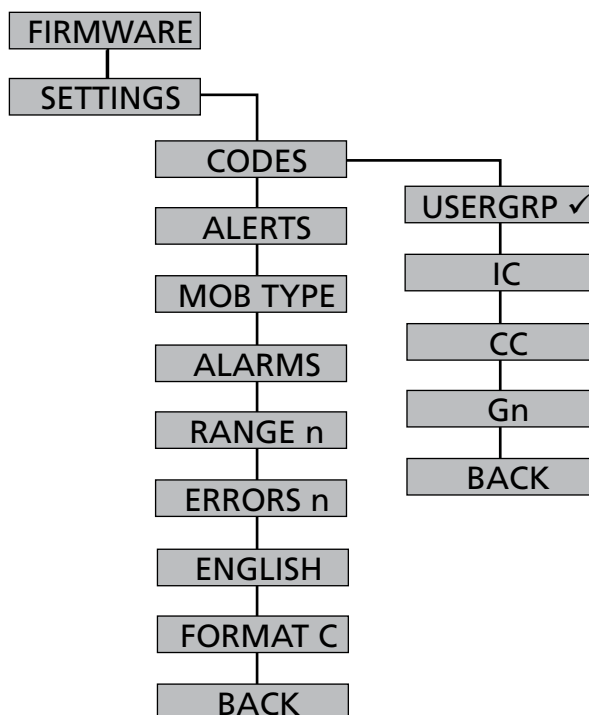 FIRMWARE
SETTINGS
CODES
ALERTS
MOB TYPE
ALARMS
RANGE n
ERRORS n
ENGLISH
FORMAT C
BACK
USERGRP ✓
IC
CC
Gn
BACK